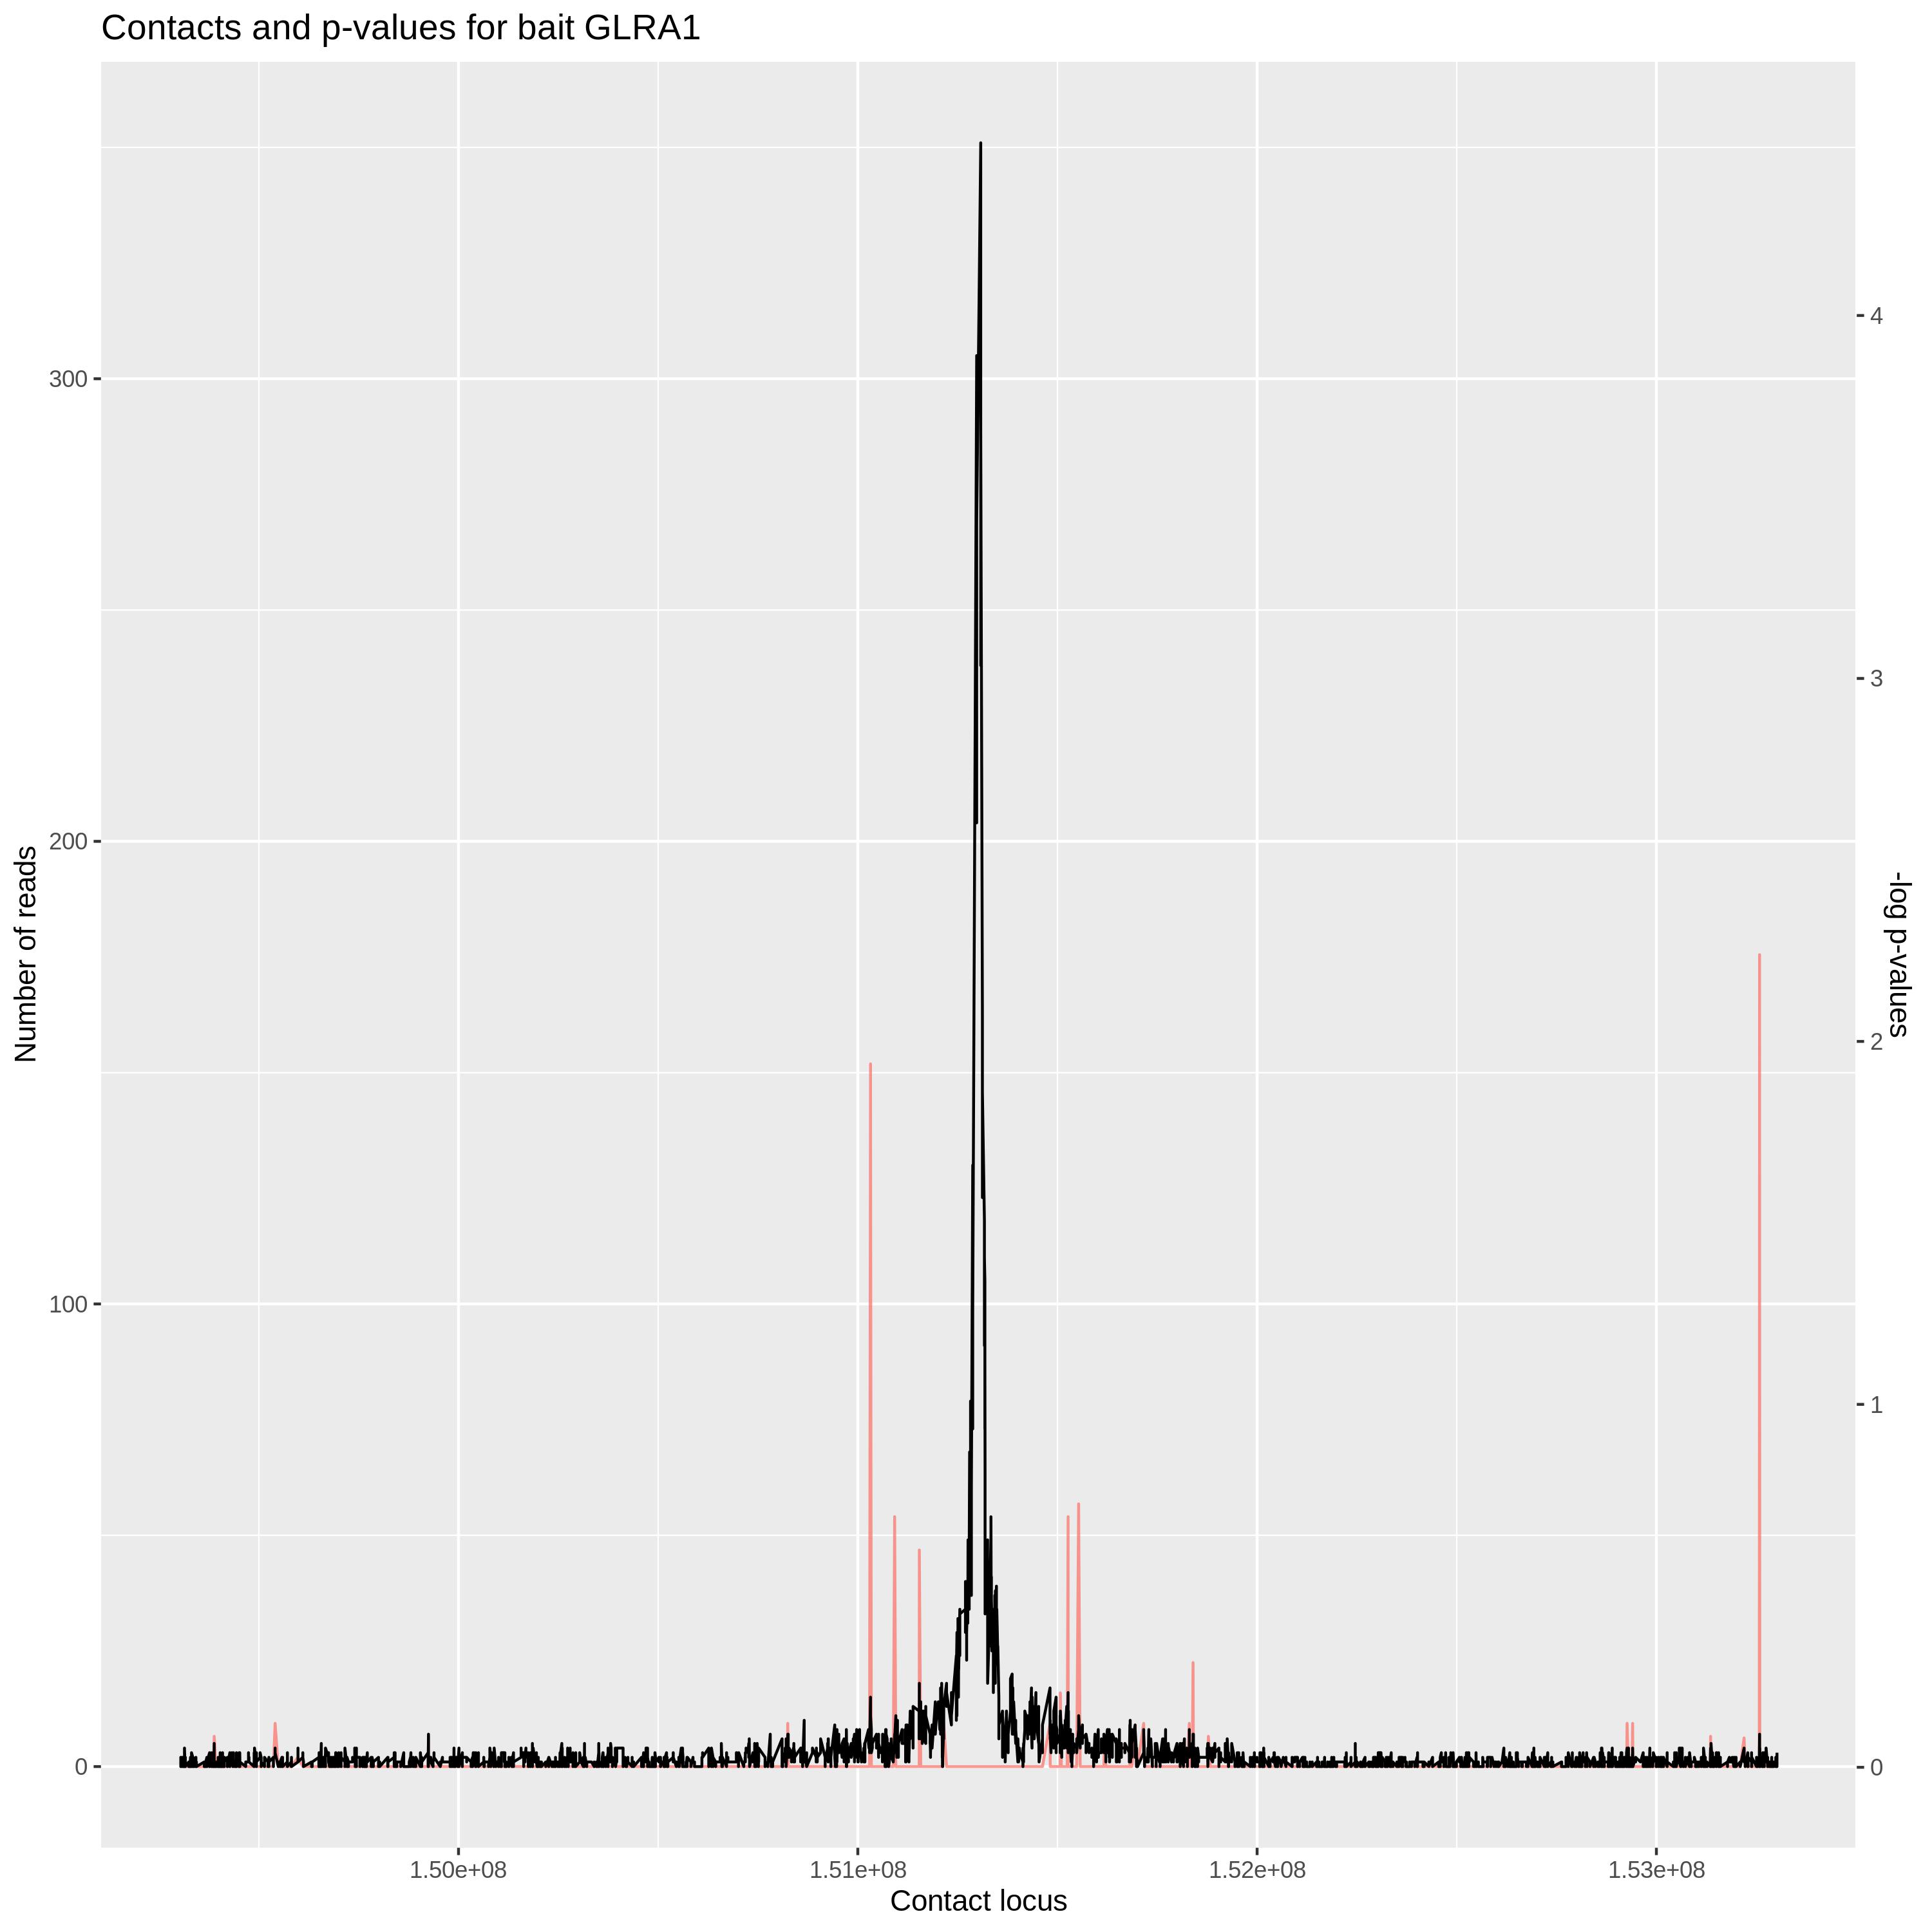 Contacts and p-values for bait GLRA1
Number of reads
300
200
100
0
-log p-values
4
3
2
1
0
1.50e+08
1.51e+08
1.52e+08
1.53e+08
Contact locus